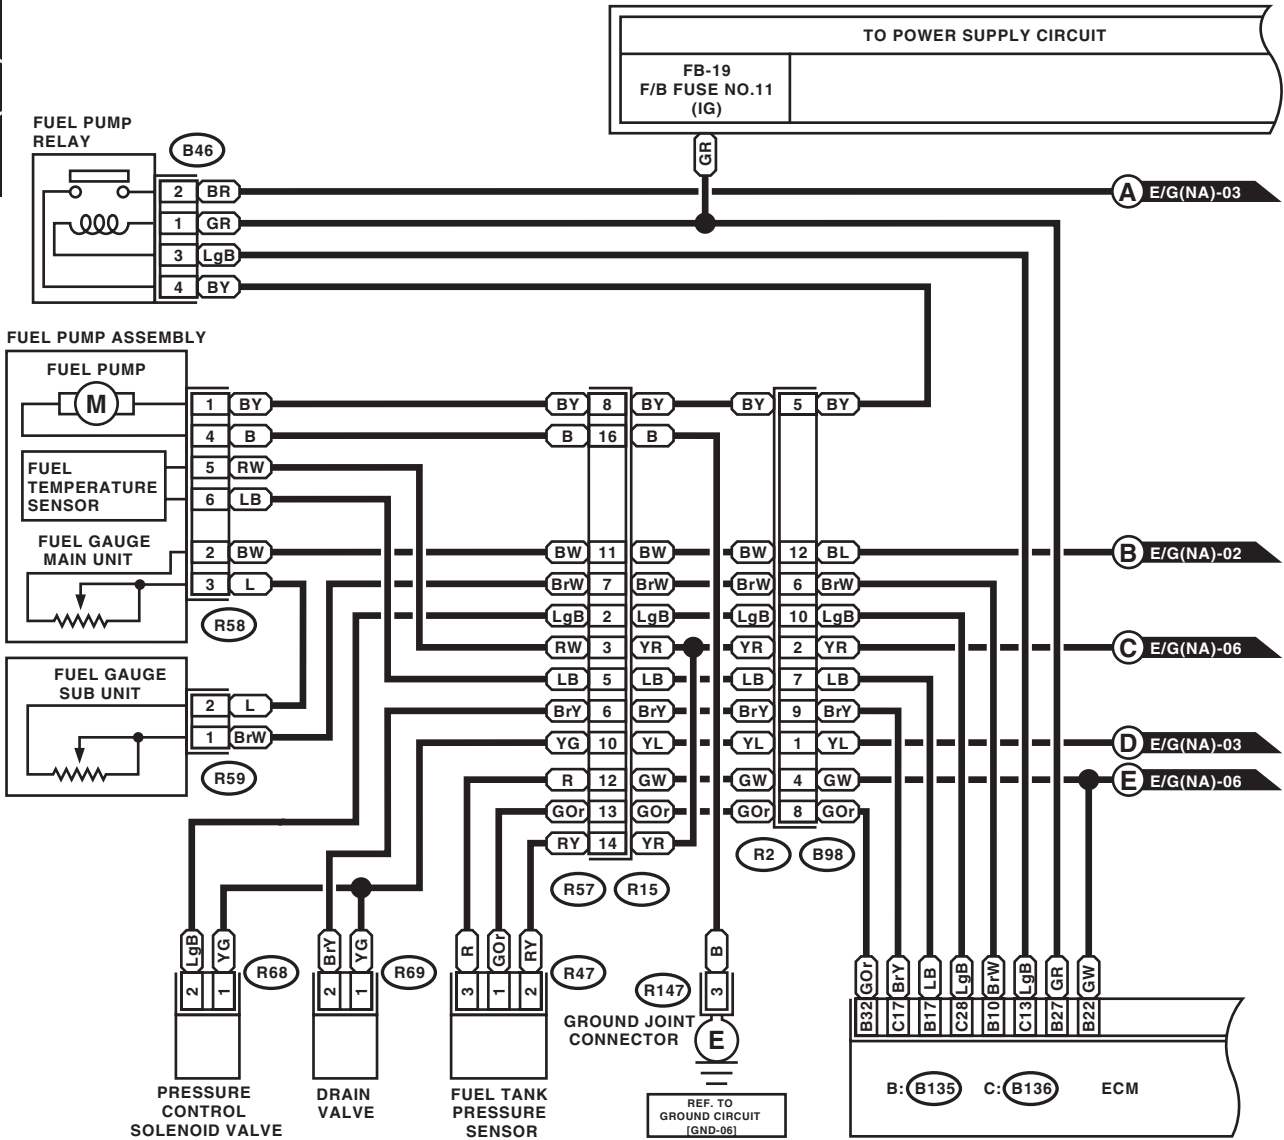 TO POWER SUPPLY CIRCUIT
FB-19
F/B FUSE NO.11
(IG)
GR
FUEL PUMP
RELAY
B46
2 BR
1 GR
3 LgB
4 BY
A E/G(NA)-03
FUEL PUMP ASSEMBLY
FUEL PUMP
M
1 BY BY 8 BY BY 5 BY
4 B B 16 B
FUEL
TEMPERATURE
SENSOR
5 RW
6 LB
FUEL GAUGE
MAIN UNIT
2 BW BW 11 BW BW 12 BL B E/G(NA)-02
3 L BrW 7 BrW BrW 6 BrW
R58
LgB 2 LgB LgB 10 LgB
RW 3 YR YR 2 YR C E/G(NA)-06
FUEL GAUGE
SUB UNIT
LB 5 LB LB 7 LB
2 L BrY 6 BrY BrY 9 BrY
1 BrW YG 10 YL YL 1 YL D E/G(NA)-03
R59
R 12 GW GW 4 GW E E/G(NA)-06
GOr 13 GOr GOr 8 GOr
RY 14 YR
R2 B98
R57 R15
LgB YG BrY YG R GOr RY B
2 1 R68 2 1 R69 3 1 2 R47 R147 3
GOr BrY LB LgB BrW LgB GR GW
B32 C17 B17 C28 B10 C13 B27 B22
GROUND JOINT
CONNECTOR
E
PRESSURE
CONTROL
SOLENOID VALVE
DRAIN
VALVE
FUEL TANK
PRESSURE
SENSOR
REF. TO
GROUND CIRCUIT
[GND-06]
B: B135 C: B136 ECM